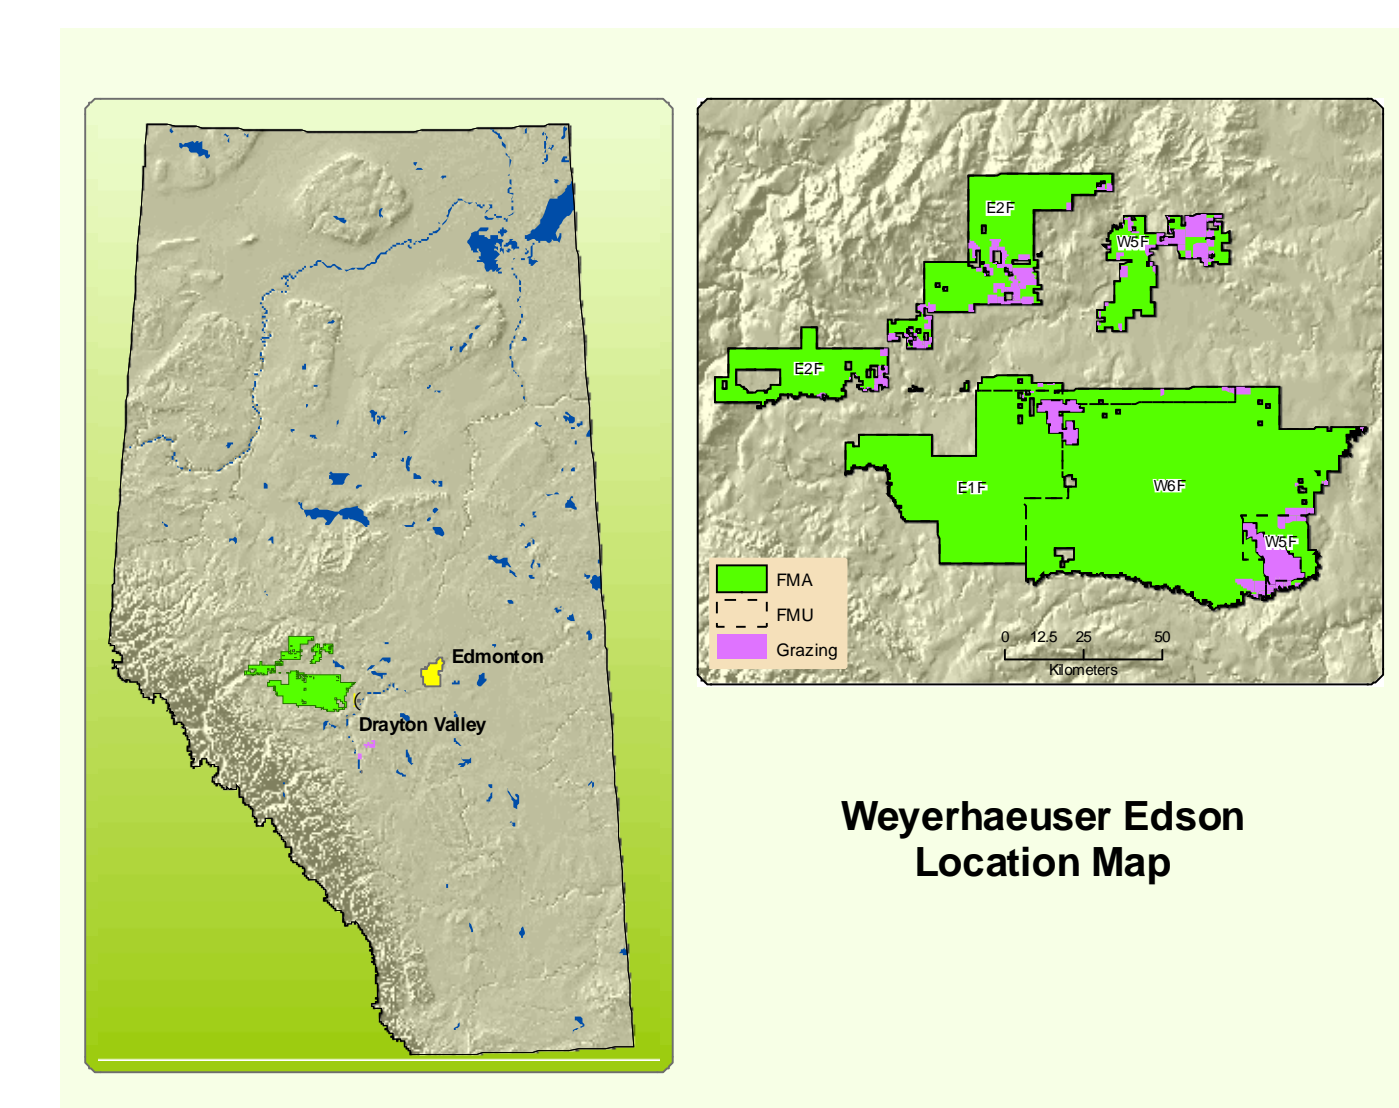 Edmonton
Drayton Valley
E2F
W5F
E2F
E1F
W6F
W5F
FMA
FMU
Grazing
0 12.5 25 50
Kilometers
Weyerhaeuser Edson
Location Map